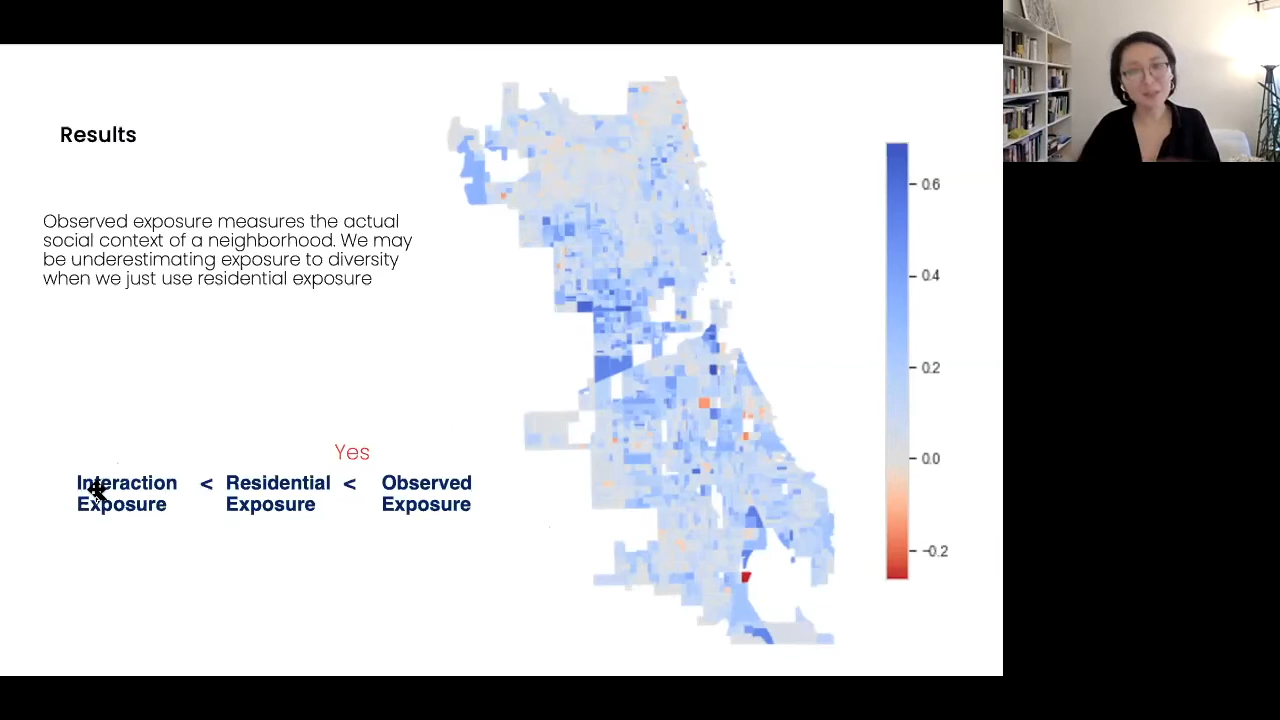 Results
Observed exposure measures the actual
social context of a neighborhood. We may
be underestimating exposure to diversity
when we just use residential exposure
Yes
Interaction < Residential < Observed
Exposure Exposure Exposure
0.6
0.4
0.2
0.0
−0.2